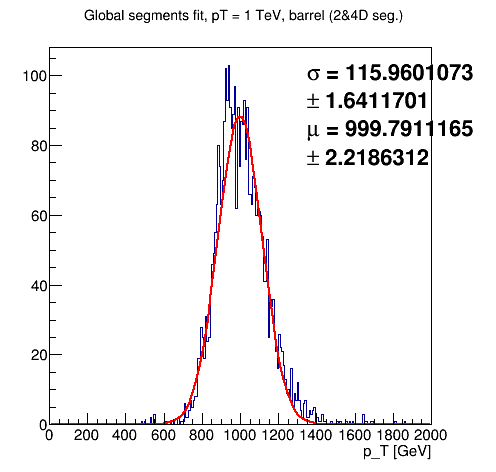 Global segments fit, pT = 1 TeV, barrel (2&4D seg.)
σ = 115.9601073
± 1.6411701
μ = 999.7911165
± 2.2186312
100
80
60
40
20
0
0 200 400 600 800 1000 1200 1400 1600 1800 2000
p_T [GeV]